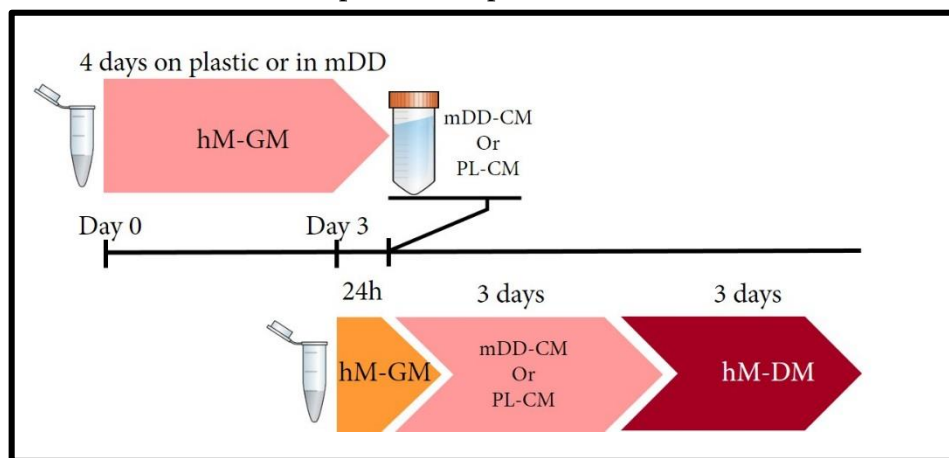 4 days on plastic or in mDD
hM-GM
mDD-CM
Or
PL-CM
Day 0
Day 3
24h
3 days
3 days
hM-GM
mDD-CM
Or
PL-CM
hM-DM